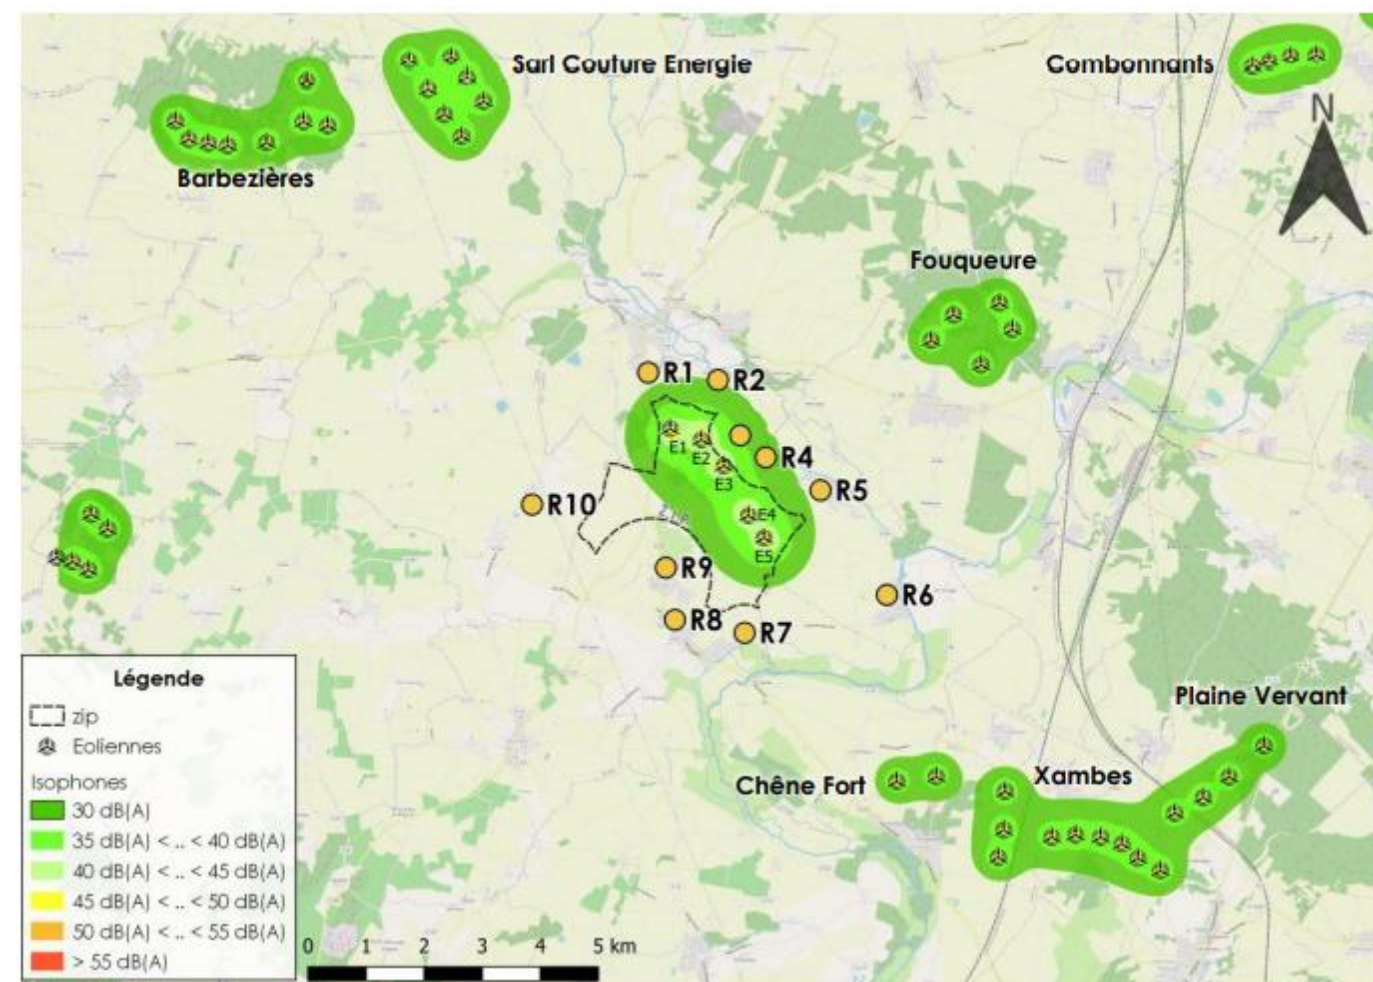 Sarl Couture Energie
Combonnants
N
Barbezières
Fouqueure
R1
R2
E1
E2
R4
E3
R5
R10
E4
E5
R9
R6
R8
R7
Plaine Vervant
Chêne Fort
Xambes
Légende
zip
Eoliennes
Isophones
30 dB(A)
35 dB(A) < .. < 40 dB(A)
40 dB(A) < .. < 45 dB(A)
45 dB(A) < .. < 50 dB(A)
50 dB(A) < .. < 55 dB(A)
> 55 dB(A)
0 1 2 3 4 5 km